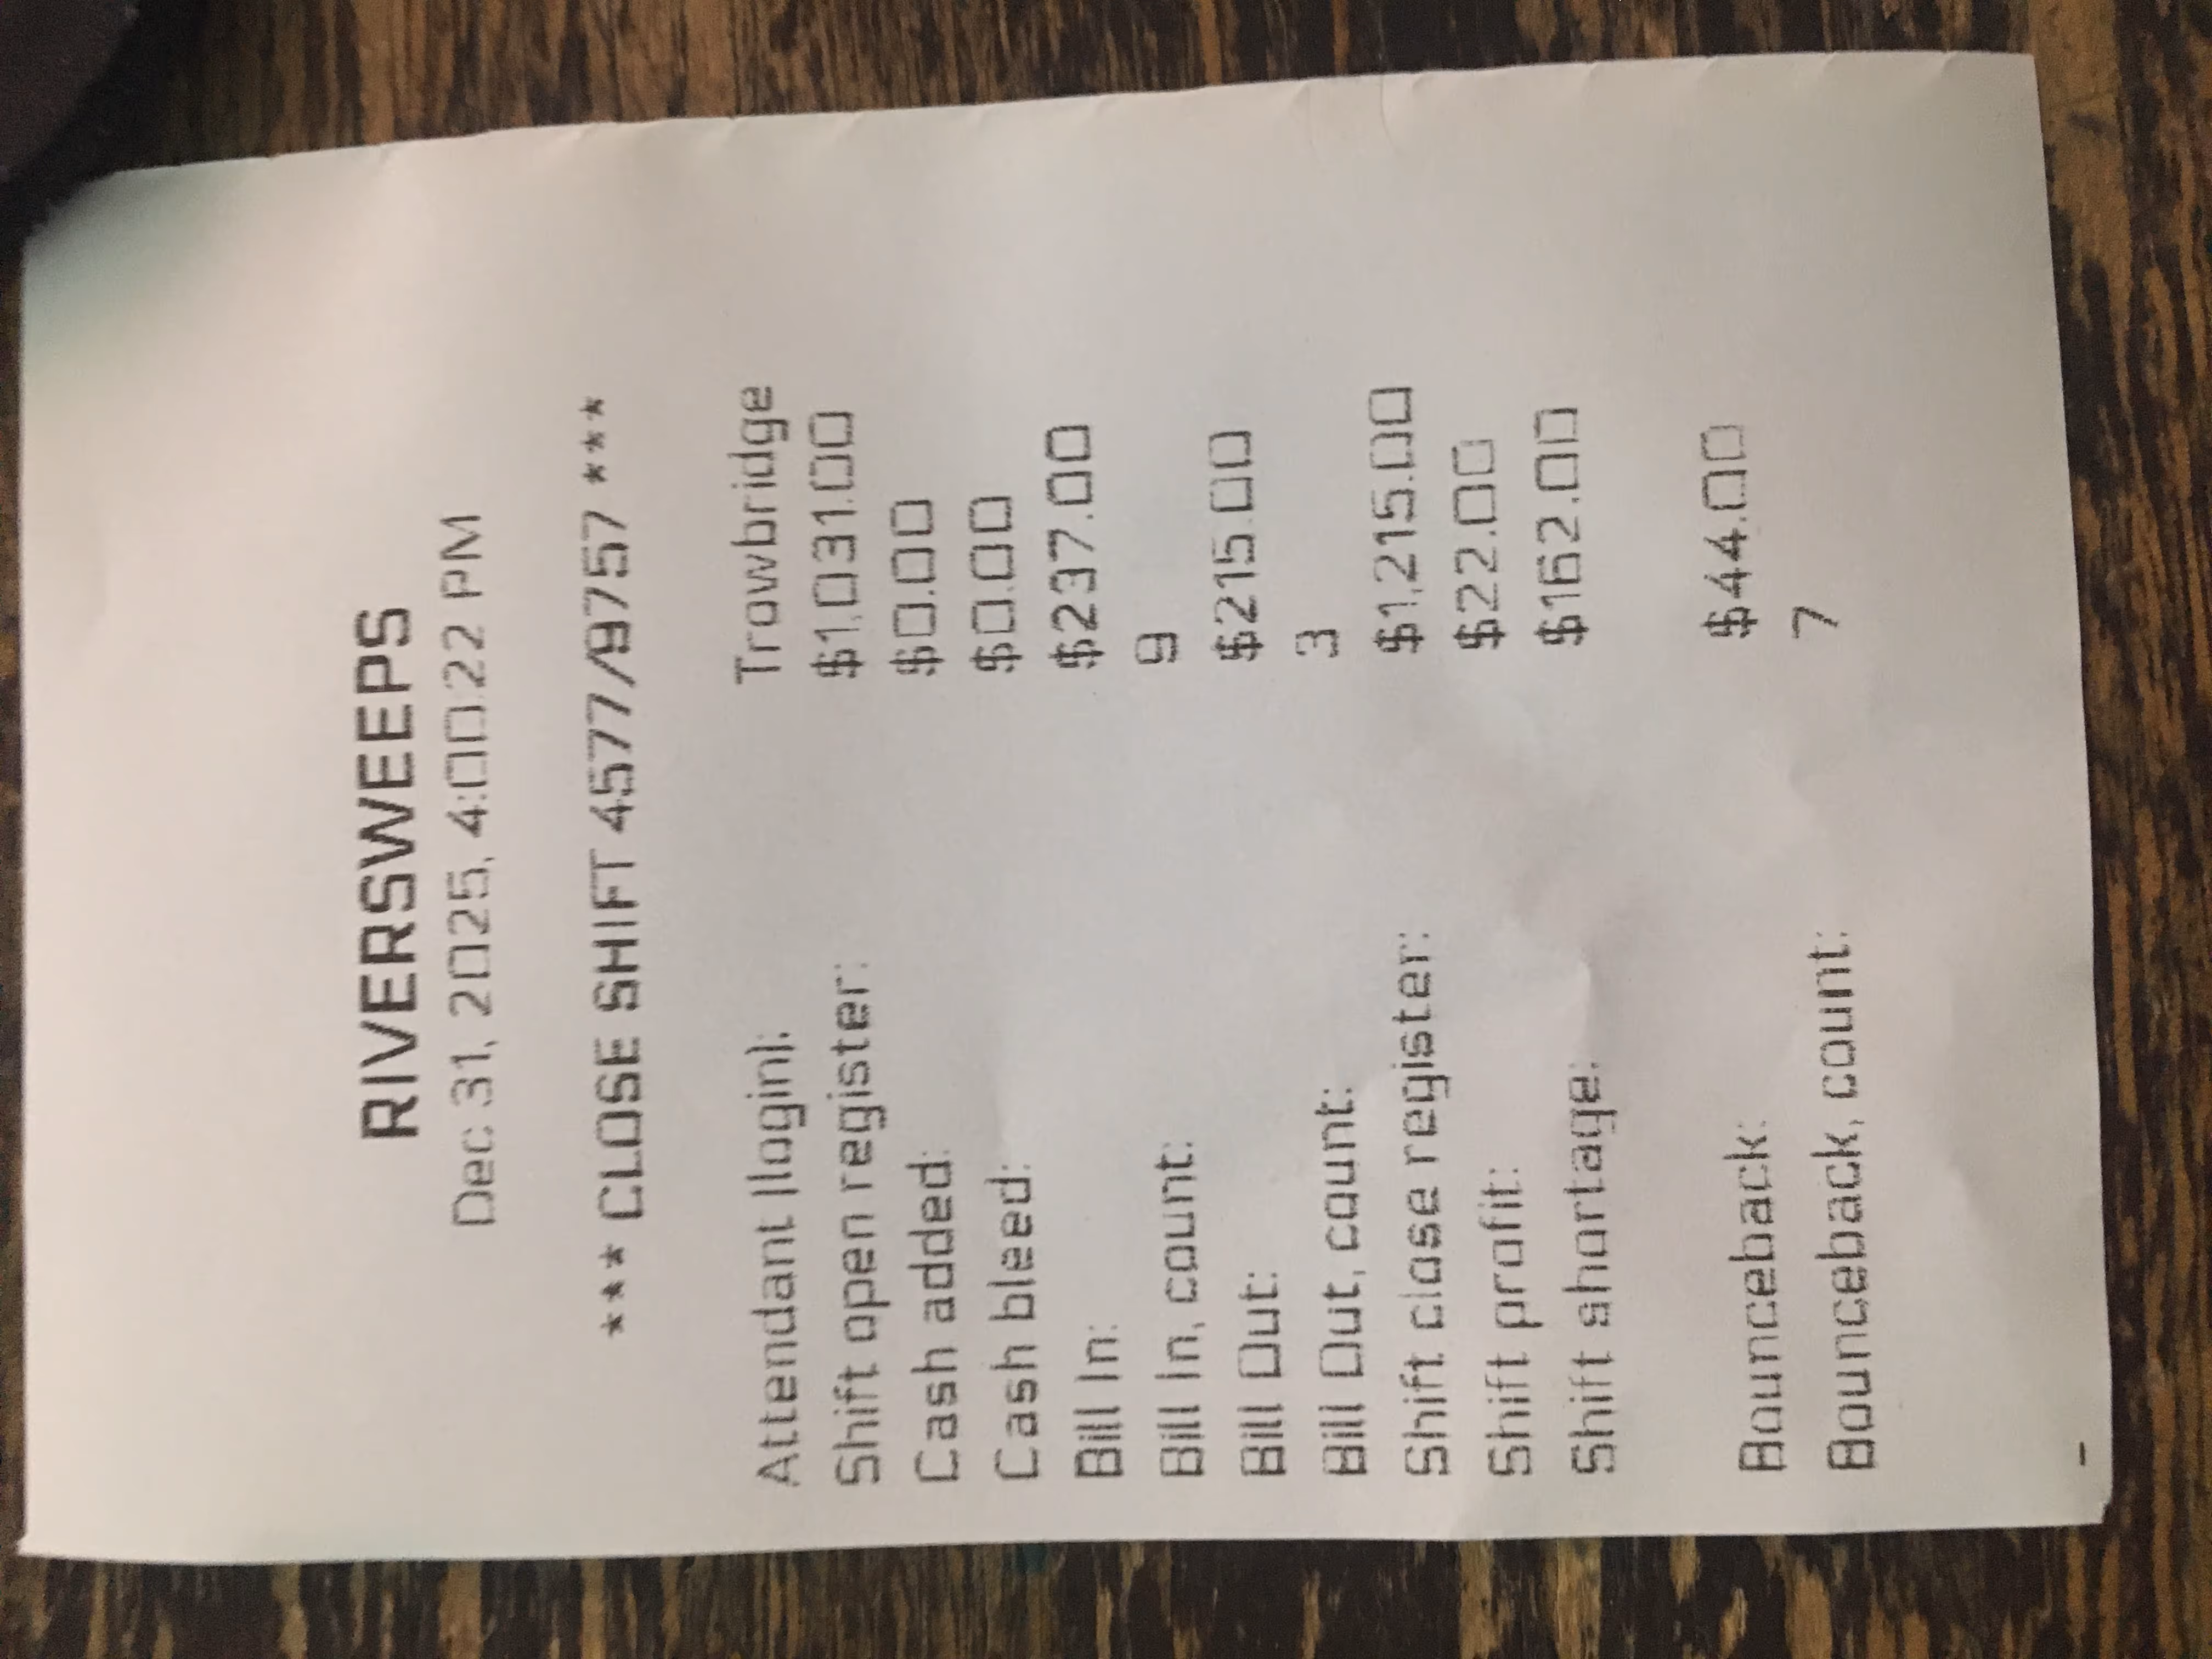 RIVERSWEEPS
Dec 31, 2025, 4:00:22 PM
*** CLOSE SHIFT 4577/9757 ***
Attendant (login): Trowbridge
Shift open register: $1,031.00
Cash added: $0.00
Cash bleed: $0.00
Bill In: $237.00
Bill In, count: 9
Bill Out: $215.00
Bill Out, count: 3
Shift close register: $1,215.00
Shift profit: $22.00
Shift shortage: $162.00
Bounceback: $44.00
Bounceback, count: 7